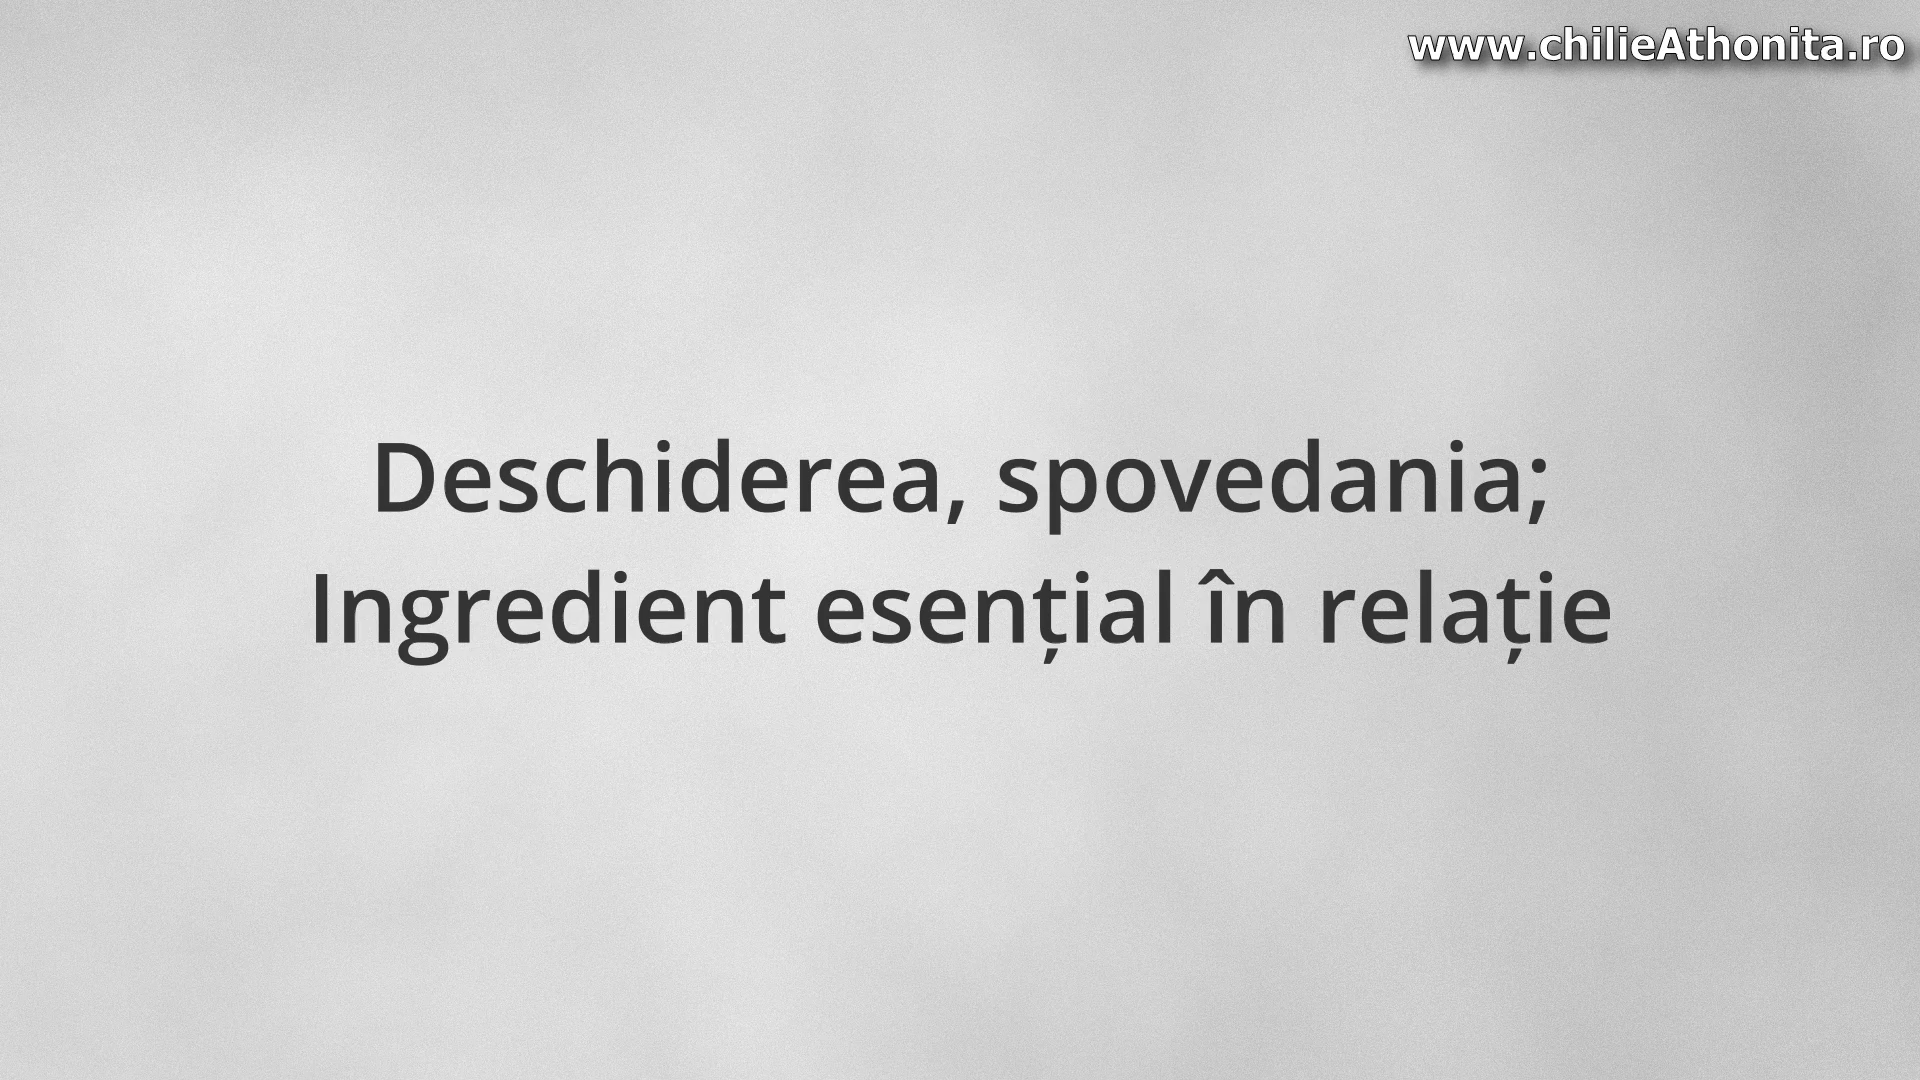 www.chilieAthonita.ro
Deschiderea, spovedania;
Ingredient esențial în relație